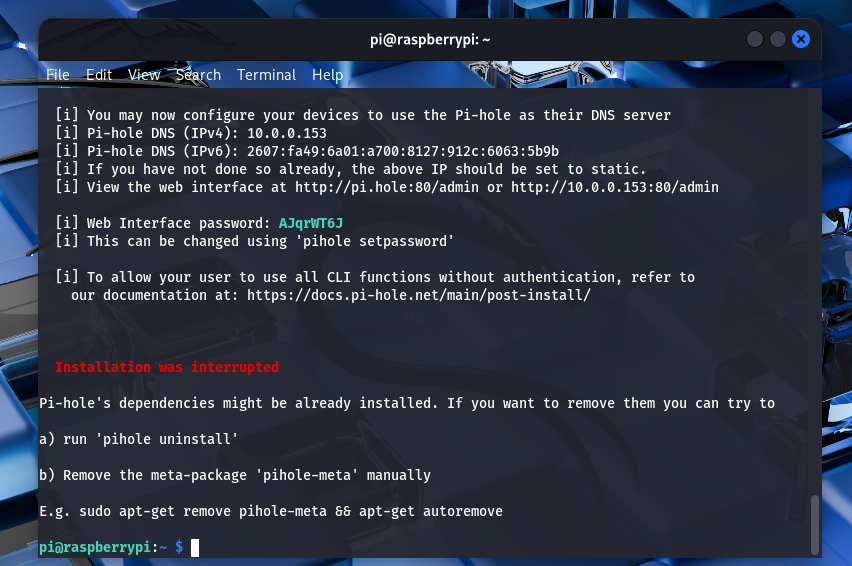 pi@raspberrypi: ~
File Edit View Search Terminal Help
[i] You may now configure your devices to use the Pi-hole as their DNS server
[i] Pi-hole DNS (IPv4): 10.0.0.153
[i] Pi-hole DNS (IPv6): 2607:fa49:6a01:a700:8127:912c:6063:5b9b
[i] If you have not done so already, the above IP should be set to static.
[i] View the web interface at http://pi.hole:80/admin or http://10.0.0.153:80/admin
[i] Web Interface password: AJqrWT6J
[i] This can be changed using 'pihole setpassword'
[i] To allow your user to use all CLI functions without authentication, refer to
our documentation at: https://docs.pi-hole.net/main/post-install/
Installation was interrupted
Pi-hole's dependencies might be already installed. If you want to remove them you can try to
a) run 'pihole uninstall'
b) Remove the meta-package 'pihole-meta' manually
E.g. sudo apt-get remove pihole-meta && apt-get autoremove
pi@raspberrypi:~ $